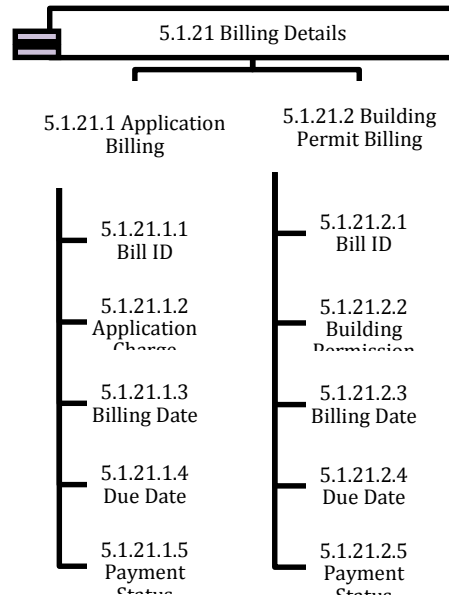 5.1.21 Billing Details
5.1.21.1 Application
Billing
5.1.21.1.1
Bill ID
5.1.21.1.2
Application
Charge
5.1.21.1.3
Billing Date
5.1.21.1.4
Due Date
5.1.21.1.5
Payment
Status
5.1.21.2 Building
Permit Billing
5.1.21.2.1
Bill ID
5.1.21.2.2
Building
Permission
5.1.21.2.3
Billing Date
5.1.21.2.4
Due Date
5.1.21.2.5
Payment
Status